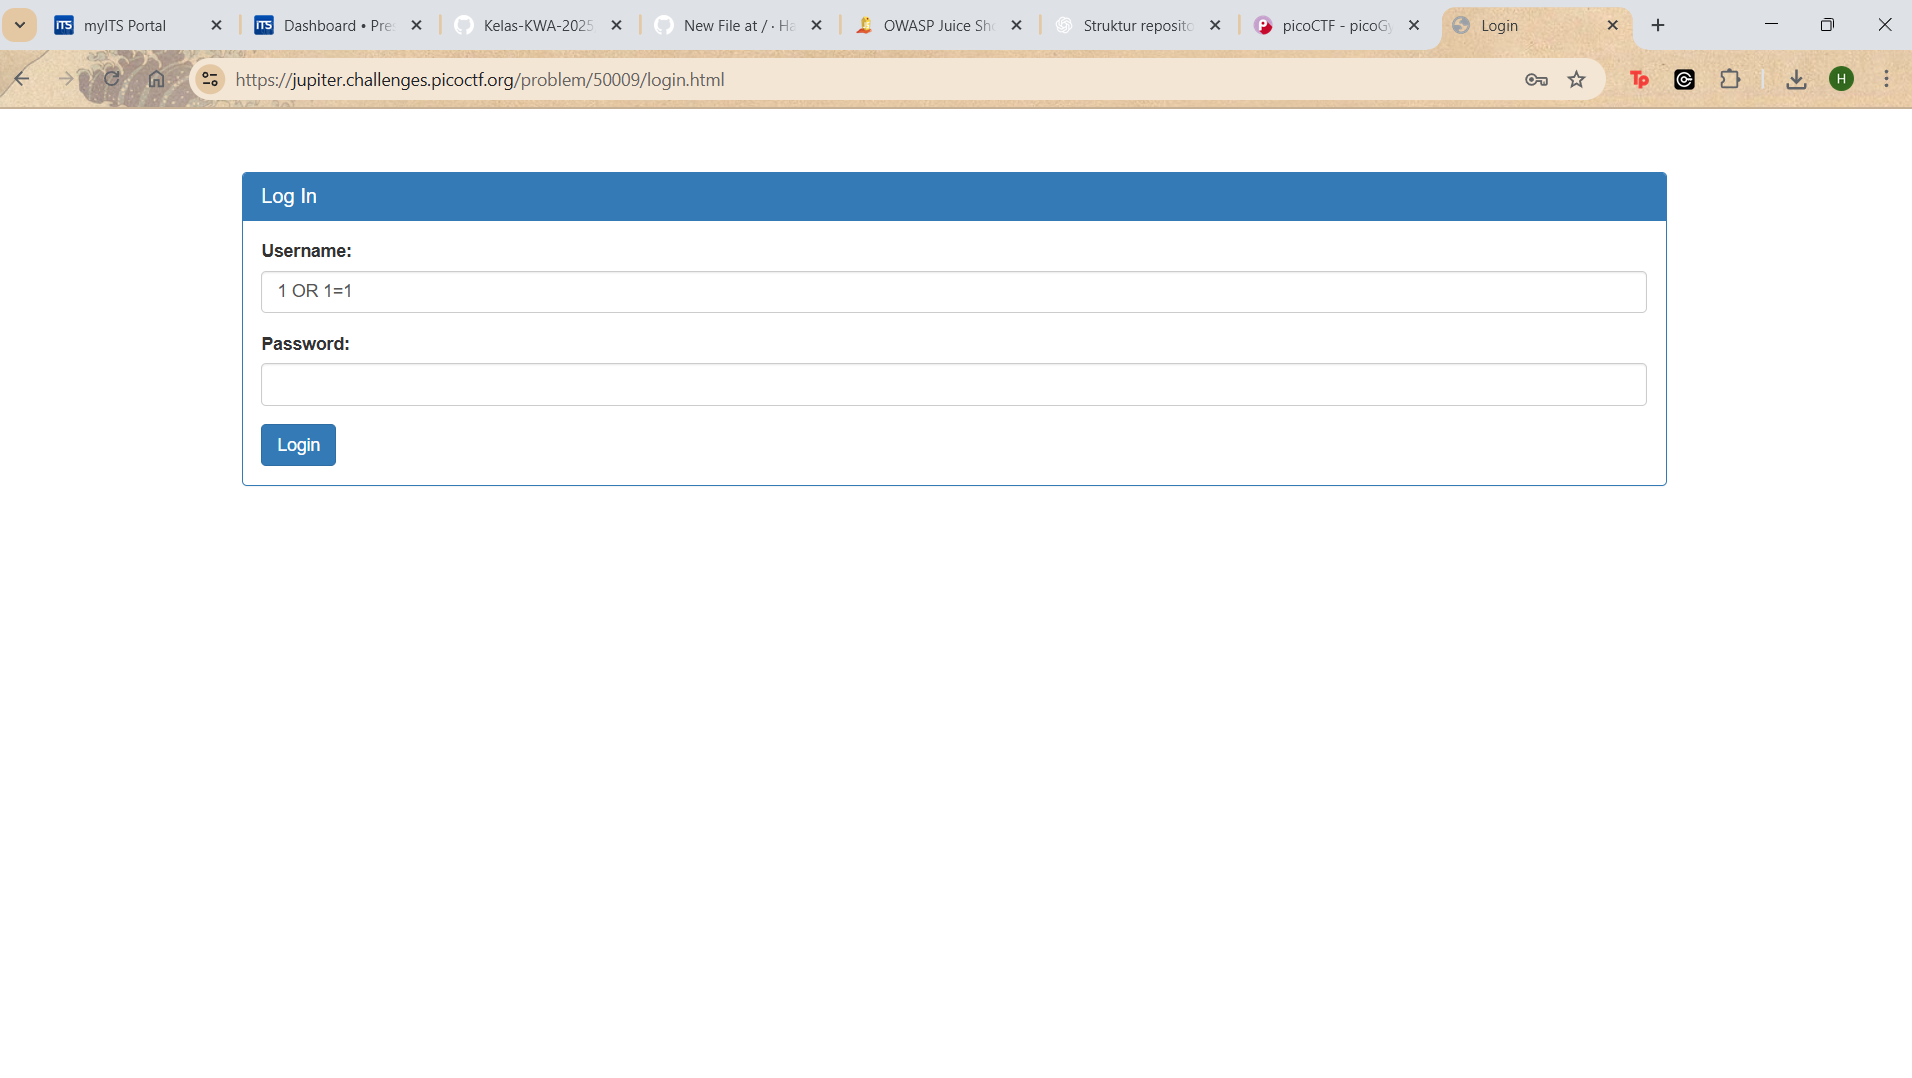 myITS Portal
Dashboard • Pre
Kelas-KWA-2025
New File at / · Ha
OWASP Juice Sh
Struktur reposito
picoCTF - picoGy
Login
https://jupiter.challenges.picoctf.org/problem/50009/login.html
Tp
H
Log In
Username:
1 OR 1=1
Password:
Login